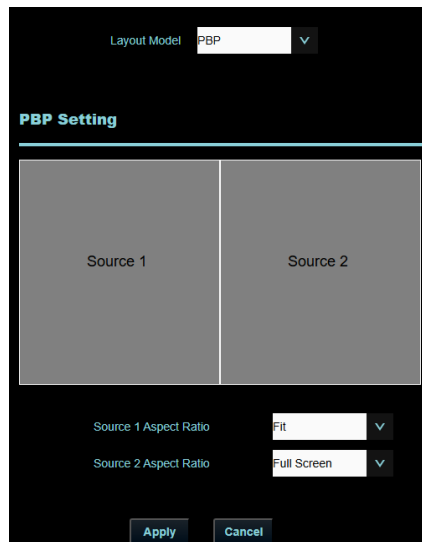 Layout Model PBP
PBP Setting
Source 1 Source 2
Source 1 Aspect Ratio Fit
Source 2 Aspect Ratio Full Screen
Apply Cancel